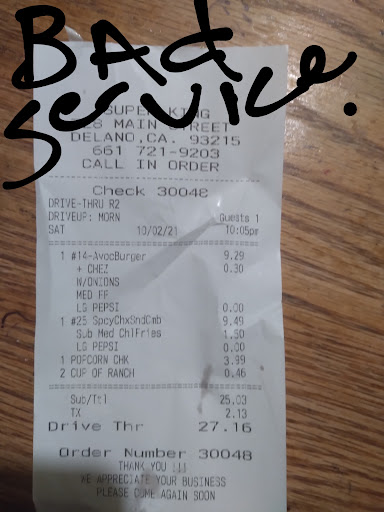 BAd
service.
SUPER KING
MAIN STREET
DELANO, CA. 93215
661 721-9203
CALL IN ORDER
Check 30048
DRIVE-THRU R2
DRIVEUP: MORN Guests 1
SAT 10/02/21 10:05pm
1 #14-AvocBurger 9.29
+ CHEZ 0.30
W/ONIONS
MED FF
LG PEPSI 0.00
1 #25 SpcyChxSndCmb 9.49
Sub Med ChlFries 1.50
LG PEPSI 0.00
1 POPCORN CHK 3.99
2 CUP OF RANCH 0.46
Sub/Ttl 25.03
TX 2.13
Drive Thr 27.16
Order Number 30048
THANK YOU !!!
WE APPRECIATE YOUR BUSINESS
PLEASE COME AGAIN SOON